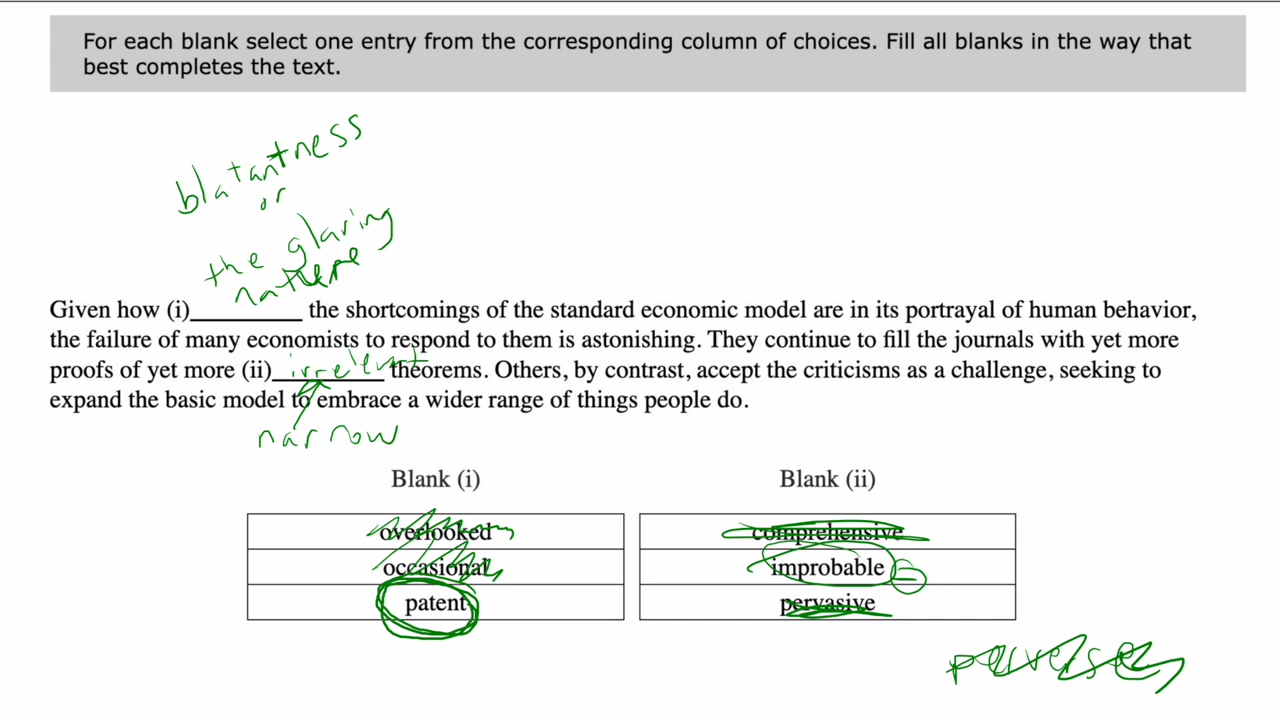 For each blank select one entry from the corresponding column of choices. Fill all blanks in the way that
best completes the text.
blatantness
or
the glaring
nature
Given how (i)__________ the shortcomings of the standard economic model are in its portrayal of human behavior,
the failure of many economists to respond to them is astonishing. They continue to fill the journals with yet more
irrelevant
proofs of yet more (ii)__________ theorems. Others, by contrast, accept the criticisms as a challenge, seeking to
expand the basic model to embrace a wider range of things people do.
narrow
Blank (i) Blank (ii)
overlooked comprehensive
occasional improbable
patent pervasive